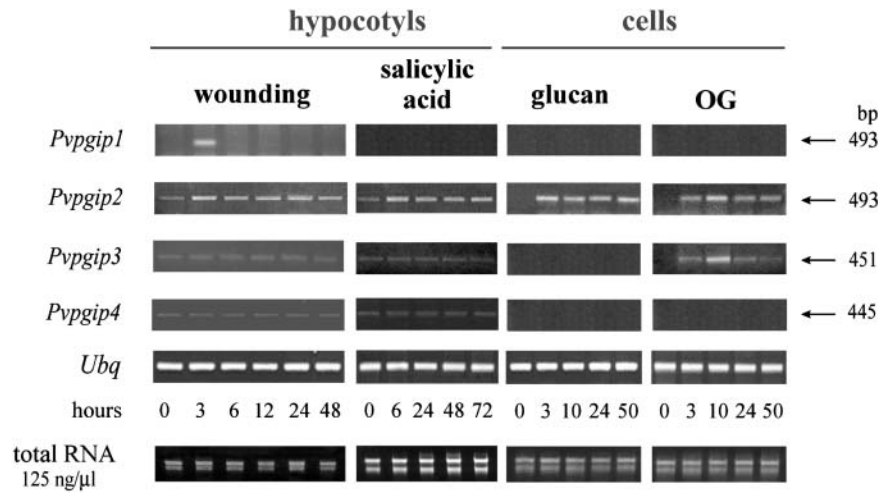 hypocotyls cells
wounding salicylic acid glucan OG
bp
Pvpgip1 ← 493
Pvpgip2 ← 493
Pvpgip3 ← 451
Pvpgip4 ← 445
Ubq
hours 0 3 6 12 24 48 0 6 24 48 72 0 3 10 24 50 0 3 10 24 50
total RNA
125 ng/µl